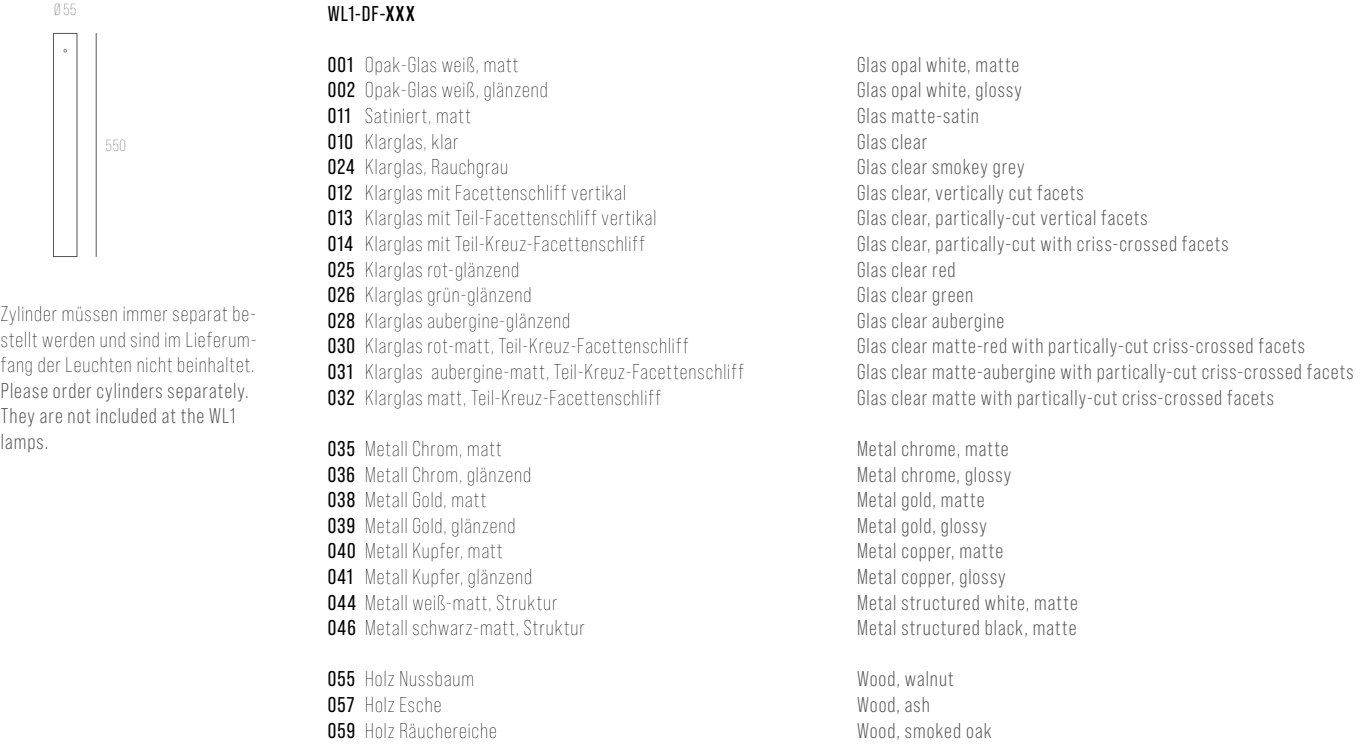 Ø 55
550
Zylinder müssen immer separat be-
stellt werden und sind im Lieferum-
fang der Leuchten nicht beinhaltet.
Please order cylinders separately.
They are not included at the WL1
lamps.
WL1-DF-XXX
001 Opak-Glas weiß, matt Glas opal white, matte
002 Opak-Glas weiß, glänzend Glas opal white, glossy
011 Satiniert, matt Glas matte-satin
010 Klarglas, klar Glas clear
024 Klarglas, Rauchgrau Glas clear smokey grey
012 Klarglas mit Facettenschliff vertikal Glas clear, vertically cut facets
013 Klarglas mit Teil-Facettenschliff vertikal Glas clear, partically-cut vertical facets
014 Klarglas mit Teil-Kreuz-Facettenschliff Glas clear, partically-cut with criss-crossed facets
025 Klarglas rot-glänzend Glas clear red
026 Klarglas grün-glänzend Glas clear green
028 Klarglas aubergine-glänzend Glas clear aubergine
030 Klarglas rot-matt, Teil-Kreuz-Facettenschliff Glas clear matte-red with partically-cut criss-crossed facets
031 Klarglas aubergine-matt, Teil-Kreuz-Facettenschliff Glas clear matte-aubergine with partically-cut criss-crossed facets
032 Klarglas matt, Teil-Kreuz-Facettenschliff Glas clear matte with partically-cut criss-crossed facets
035 Metall Chrom, matt Metal chrome, matte
036 Metall Chrom, glänzend Metal chrome, glossy
038 Metall Gold, matt Metal gold, matte
039 Metall Gold, glänzend Metal gold, glossy
040 Metall Kupfer, matt Metal copper, matte
041 Metall Kupfer, glänzend Metal copper, glossy
044 Metall weiß-matt, Struktur Metal structured white, matte
046 Metall schwarz-matt, Struktur Metal structured black, matte
055 Holz Nussbaum Wood, walnut
057 Holz Esche Wood, ash
059 Holz Räuchereiche Wood, smoked oak